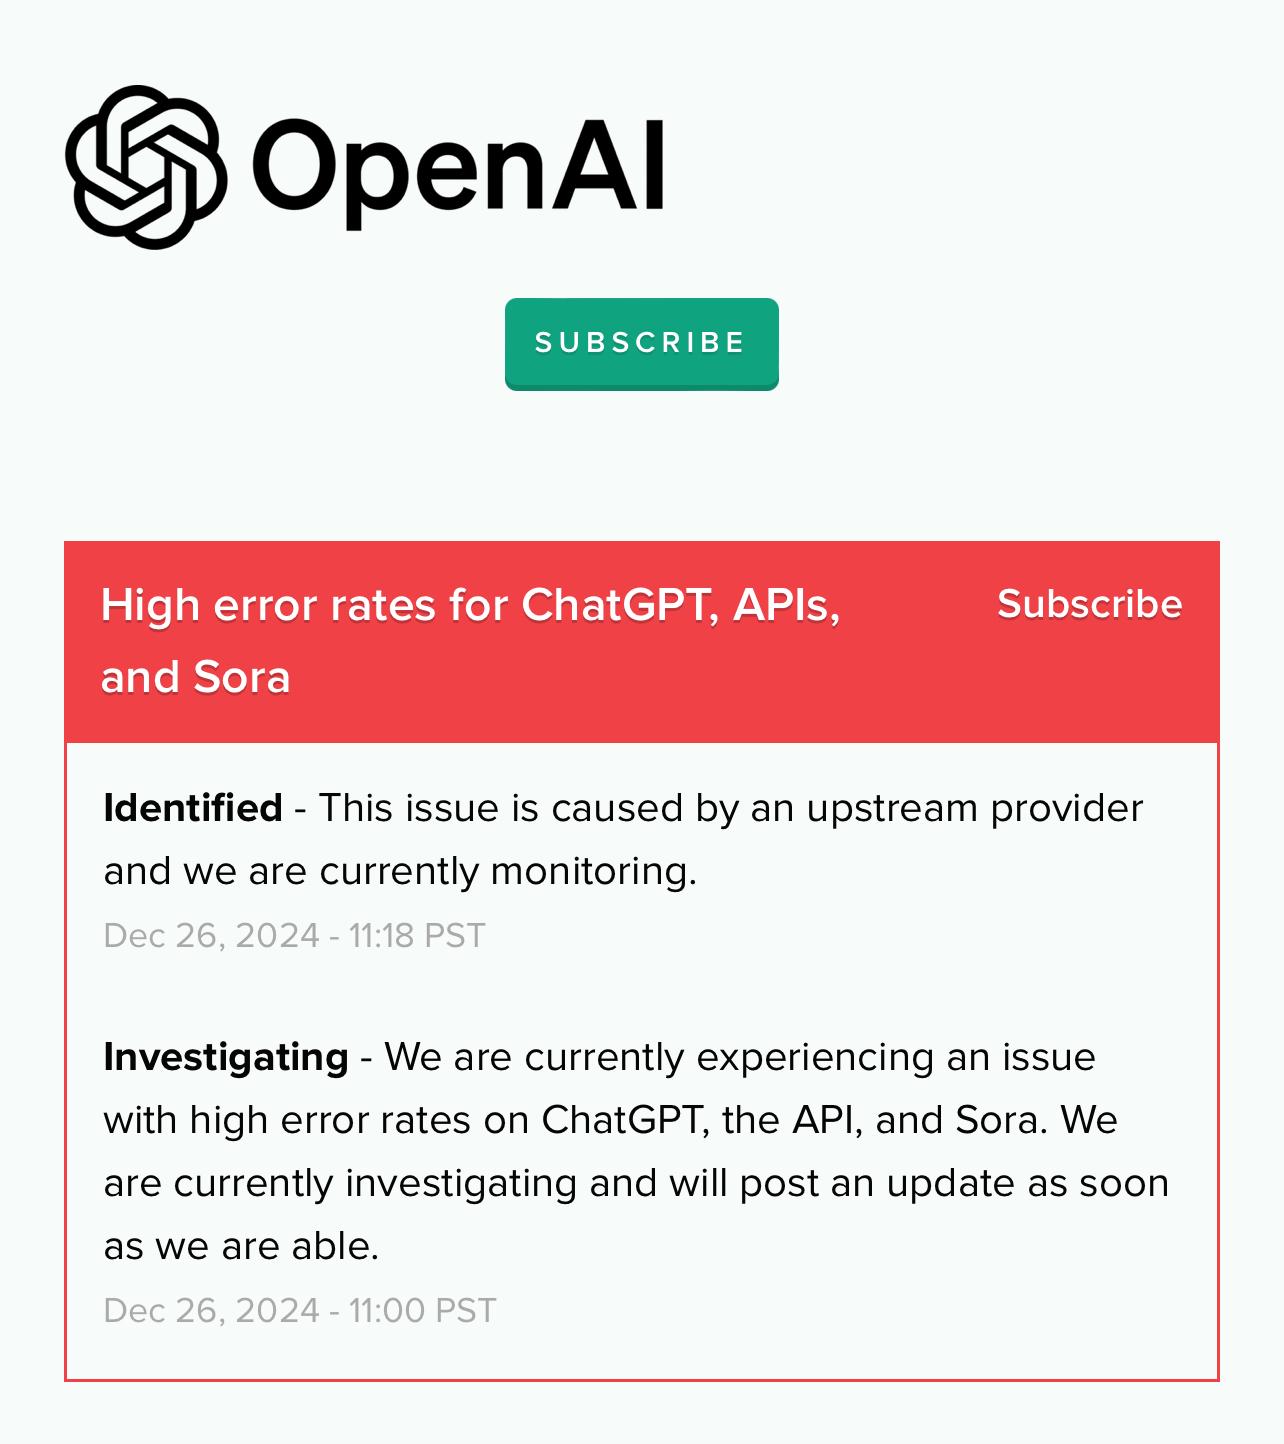 OpenAI
SUBSCRIBE
High error rates for ChatGPT, APIs,
and Sora
Subscribe
Identified - This issue is caused by an upstream provider
and we are currently monitoring.
Dec 26, 2024 - 11:18 PST
Investigating - We are currently experiencing an issue
with high error rates on ChatGPT, the API, and Sora. We
are currently investigating and will post an update as soon
as we are able.
Dec 26, 2024 - 11:00 PST